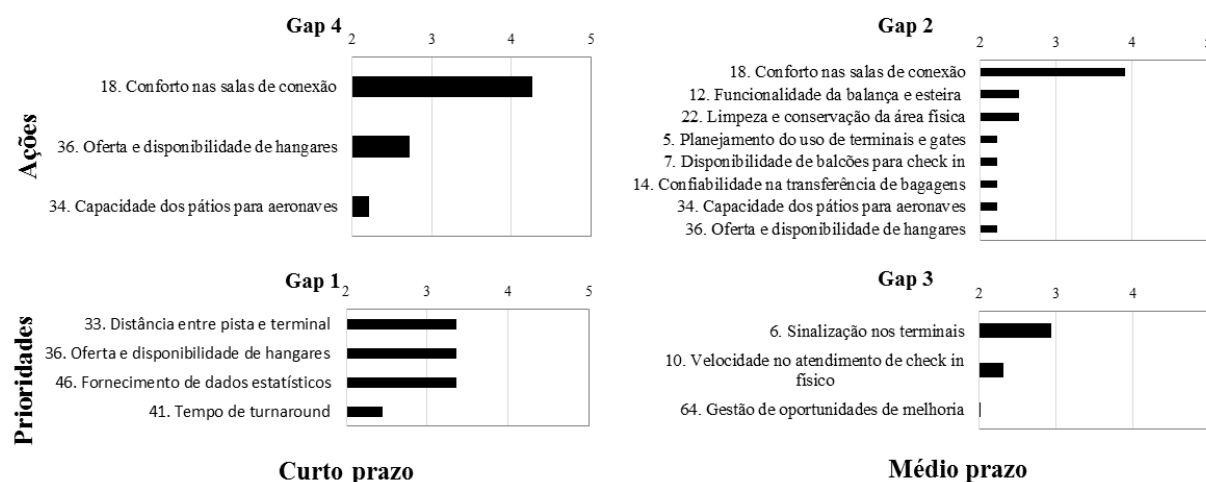 Gap 4
2 3 4 5
18. Conforto nas salas de conexão
36. Oferta e disponibilidade de hangares
34. Capacidade dos pátios para aeronaves
Ações
Gap 2
2 3 4 5
18. Conforto nas salas de conexão
12. Funcionalidade da balança e esteira
22. Limpeza e conservação da área física
5. Planejamento do uso de terminais e gates
7. Disponibilidade de balcões para check in
14. Confiabilidade na transferência de bagagens
34. Capacidade dos pátios para aeronaves
36. Oferta e disponibilidade de hangares
Gap 1
2 3 4 5
33. Distância entre pista e terminal
36. Oferta e disponibilidade de hangares
46. Fornecimento de dados estatísticos
41. Tempo de turnaround
Prioridades
Curto prazo
Gap 3
2 3 4
6. Sinalização nos terminais
10. Velocidade no atendimento de check in
físico
64. Gestão de oportunidades de melhoria
Médio prazo